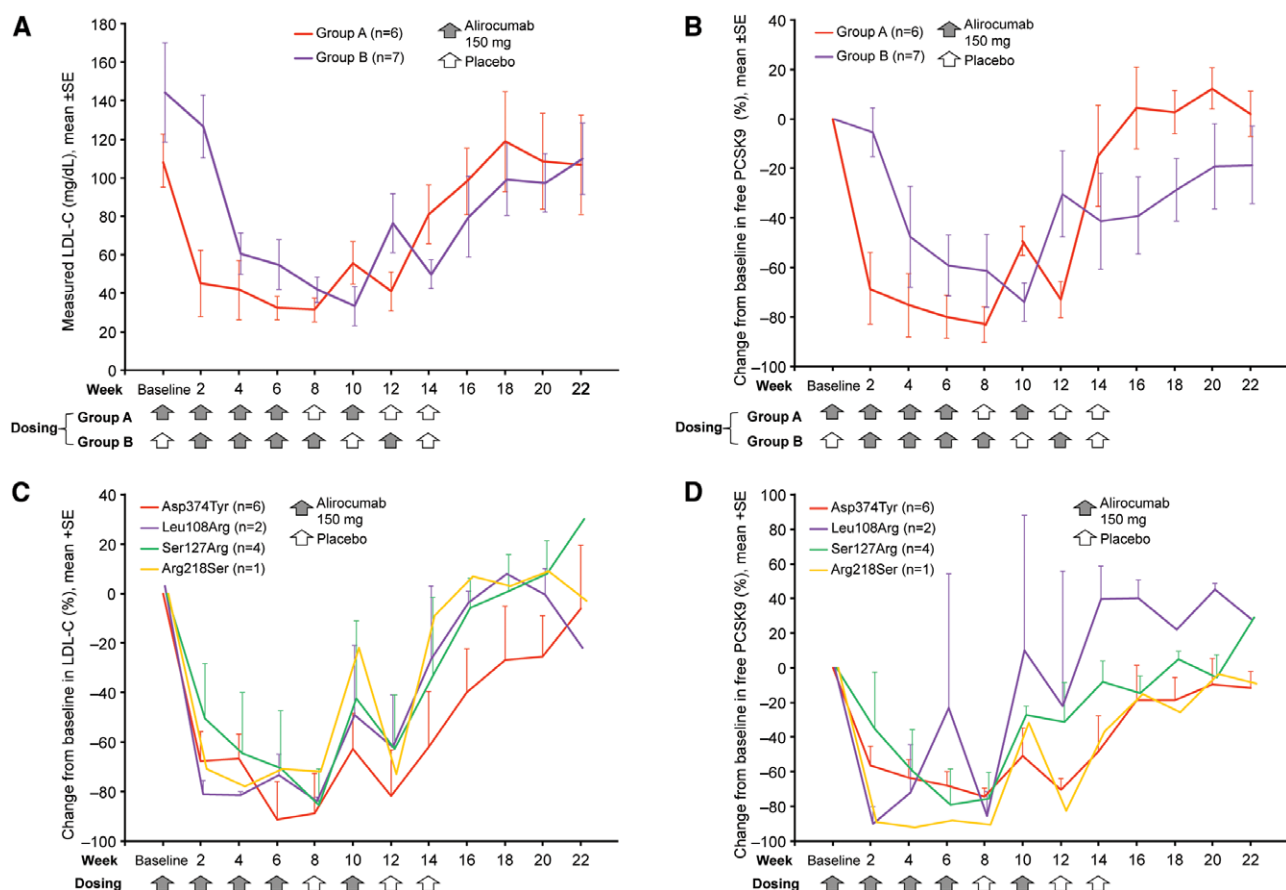 A
Measured LDL-C (mg/dL), mean ±SE
180
160
140
120
100
80
60
40
20
0
Group A (n=6)
Group B (n=7)
Alirocumab
150 mg
Placebo
Week Baseline 2 4 6 8 10 12 14 16 18 20 22
Dosing
Group A
Group B
B
Change from baseline in free PCSK9 (%), mean ±SE
40
20
0
–20
–40
–60
–80
–100
Group A (n=6)
Group B (n=7)
Alirocumab
150 mg
Placebo
Week Baseline 2 4 6 8 10 12 14 16 18 20 22
Dosing
Group A
Group B
C
Change from baseline in LDL-C (%), mean +SE
40
20
0
–20
–40
–60
–80
–100
Asp374Tyr (n=6)
Leu108Arg (n=2)
Ser127Arg (n=4)
Arg218Ser (n=1)
Alirocumab
150 mg
Placebo
Week Baseline 2 4 6 8 10 12 14 16 18 20 22
Dosing
D
Change from baseline in free PCSK9 (%), mean +SE
100
80
60
40
20
0
–20
–40
–60
–80
–100
Asp374Tyr (n=6)
Leu108Arg (n=2)
Ser127Arg (n=4)
Arg218Ser (n=1)
Alirocumab
150 mg
Placebo
Week Baseline 2 4 6 8 10 12 14 16 18 20 22
Dosing